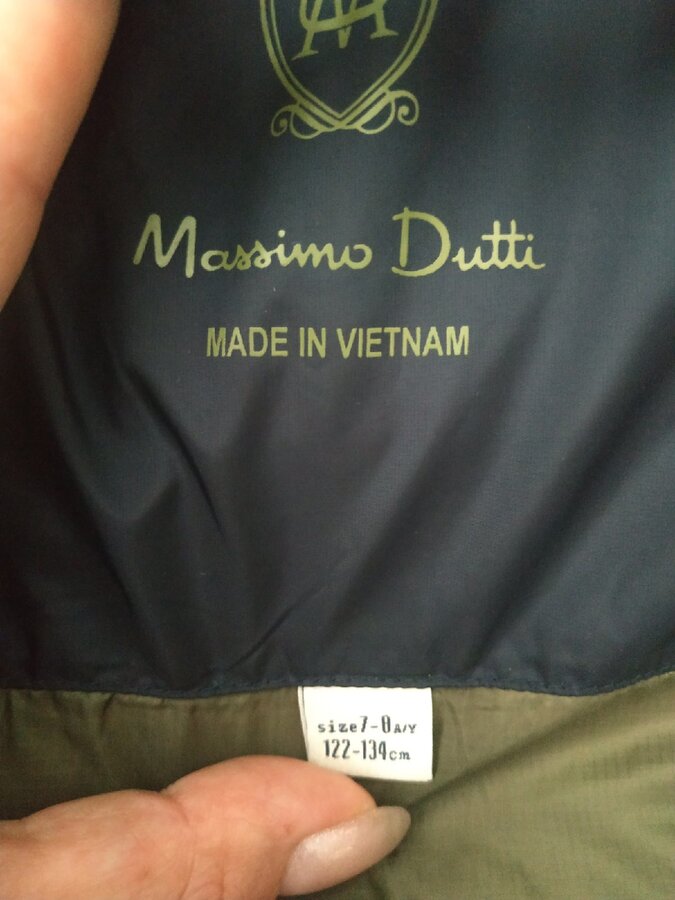 Massimo Dutti
MADE IN VIETNAM
size7-8A/Y
122-134cm